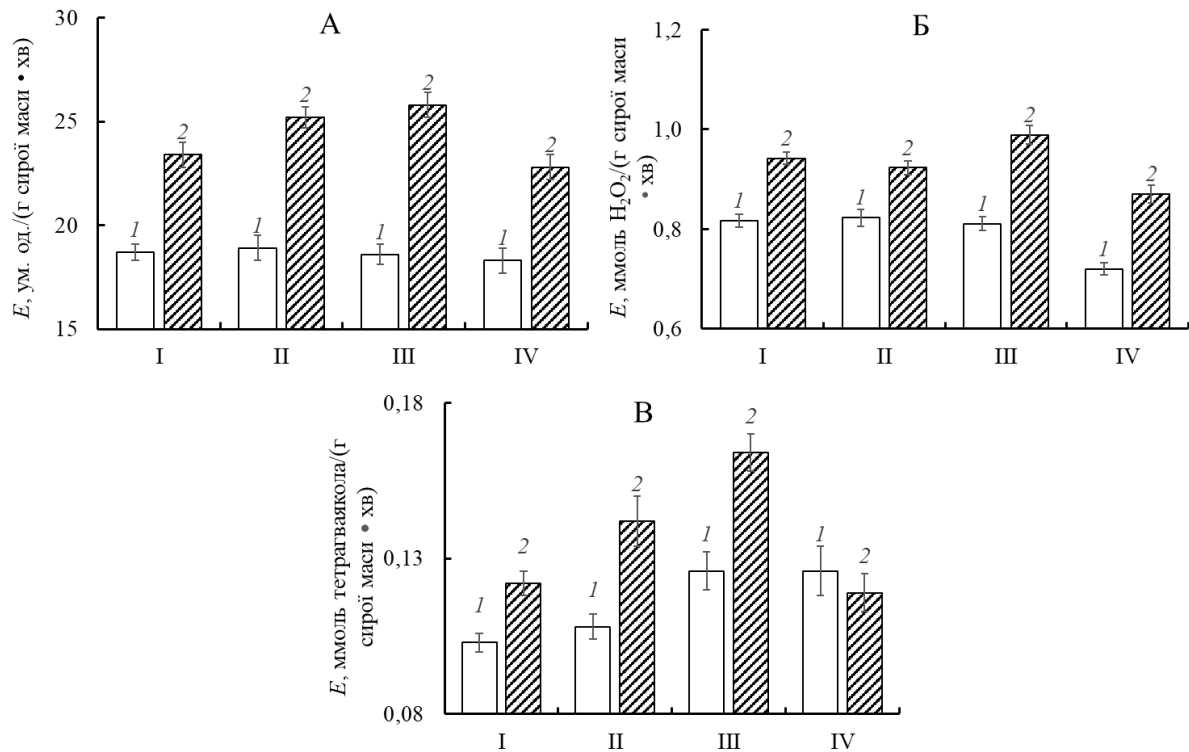 А
E, ум. од./(г сирої маси • хв)
30
25
20
15
1
2
1
2
1
2
1
2
I
II
III
IV
Б
E, ммоль H₂O₂/(г сирої маси
• хв)
1,2
1,0
0,8
0,6
1
2
1
2
1
2
1
2
I
II
III
IV
В
E, ммоль тетрагваякола/(г
сирої маси • хв)
0,18
0,13
0,08
1
2
1
2
1
2
1
2
I
II
III
IV